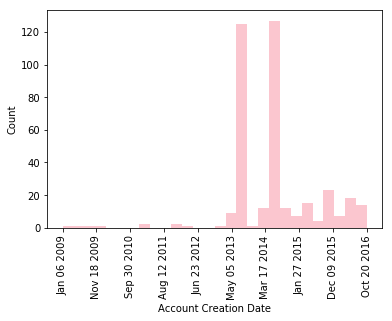 Count
120
100
80
60
40
20
0
Jan 06 2009
Nov 18 2009
Sep 30 2010
Aug 12 2011
Jun 23 2012
May 05 2013
Mar 17 2014
Jan 27 2015
Dec 09 2015
Oct 20 2016
Account Creation Date